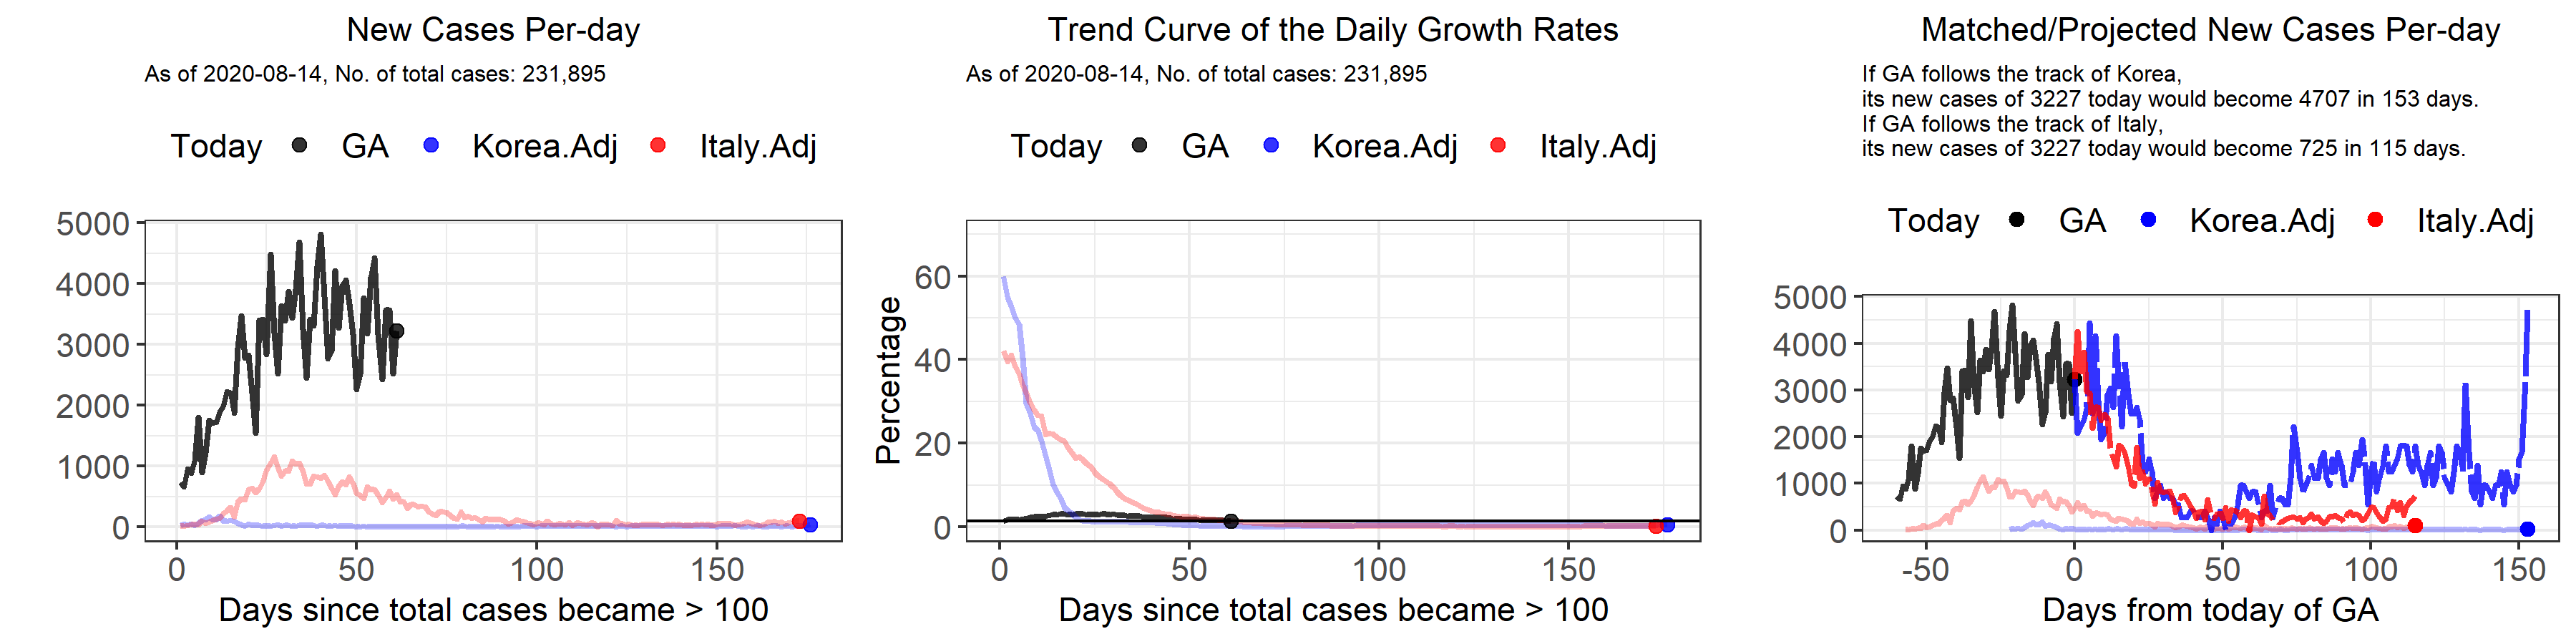 New Cases Per-day
As of 2020-08-14, No. of total cases: 231,895
Today GA Korea.Adj Italy.Adj
5000
4000
3000
2000
1000
0
0 50 100 150
Days since total cases became > 100
Trend Curve of the Daily Growth Rates
As of 2020-08-14, No. of total cases: 231,895
Today GA Korea.Adj Italy.Adj
Percentage
60
40
20
0
0 50 100 150
Days since total cases became > 100
Matched/Projected New Cases Per-day
If GA follows the track of Korea,
its new cases of 3227 today would become 4707 in 153 days.
If GA follows the track of Italy,
its new cases of 3227 today would become 725 in 115 days.
Today GA Korea.Adj Italy.Adj
5000
4000
3000
2000
1000
0
-50 0 50 100 150
Days from today of GA